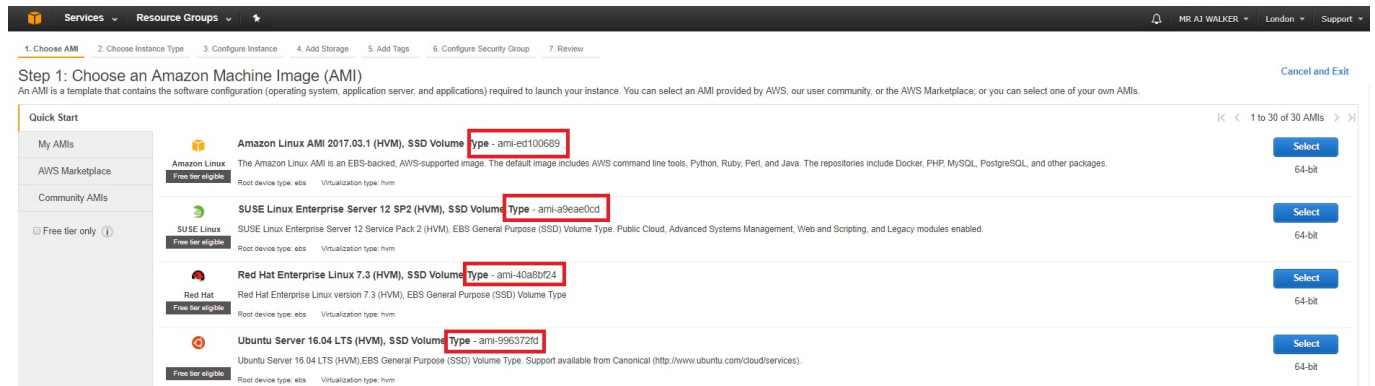 Services Resource Groups MR AJ WALKER London Support
1. Choose AMI 2. Choose Instance Type 3. Configure Instance 4. Add Storage 5. Add Tags 6. Configure Security Group 7. Review
Step 1: Choose an Amazon Machine Image (AMI)
Cancel and Exit
An AMI is a template that contains the software configuration (operating system, application server, and applications) required to launch your instance. You can select an AMI provided by AWS, our user community, or the AWS Marketplace; or you can select one of your own AMIs.
Quick Start
My AMIs
AWS Marketplace
Community AMIs
Free tier only
1 to 30 of 30 AMIs
Amazon Linux
Free tier eligible
Amazon Linux AMI 2017.03.1 (HVM), SSD Volume Type - ami-ed100689
The Amazon Linux AMI is an EBS-backed, AWS-supported image. The default image includes AWS command line tools, Python, Ruby, Perl, and Java. The repositories include Docker, PHP, MySQL, PostgreSQL, and other packages.
Root device type: ebs Virtualization type: hvm
Select
64-bit
SUSE Linux
Free tier eligible
SUSE Linux Enterprise Server 12 SP2 (HVM), SSD Volume Type - ami-a9eae0cd
SUSE Linux Enterprise Server 12 Service Pack 2 (HVM), EBS General Purpose (SSD) Volume Type. Public Cloud, Advanced Systems Management, Web and Scripting, and Legacy modules enabled.
Root device type: ebs Virtualization type: hvm
Select
64-bit
Red Hat
Free tier eligible
Red Hat Enterprise Linux 7.3 (HVM), SSD Volume Type - ami-40a8bf24
Red Hat Enterprise Linux version 7.3 (HVM), EBS General Purpose (SSD) Volume Type
Root device type: ebs Virtualization type: hvm
Select
64-bit
Free tier eligible
Ubuntu Server 16.04 LTS (HVM), SSD Volume Type - ami-996372fd
Ubuntu Server 16.04 LTS (HVM),EBS General Purpose (SSD) Volume Type. Support available from Canonical (http://www.ubuntu.com/cloud/services).
Root device type: ebs Virtualization type: hvm
Select
64-bit